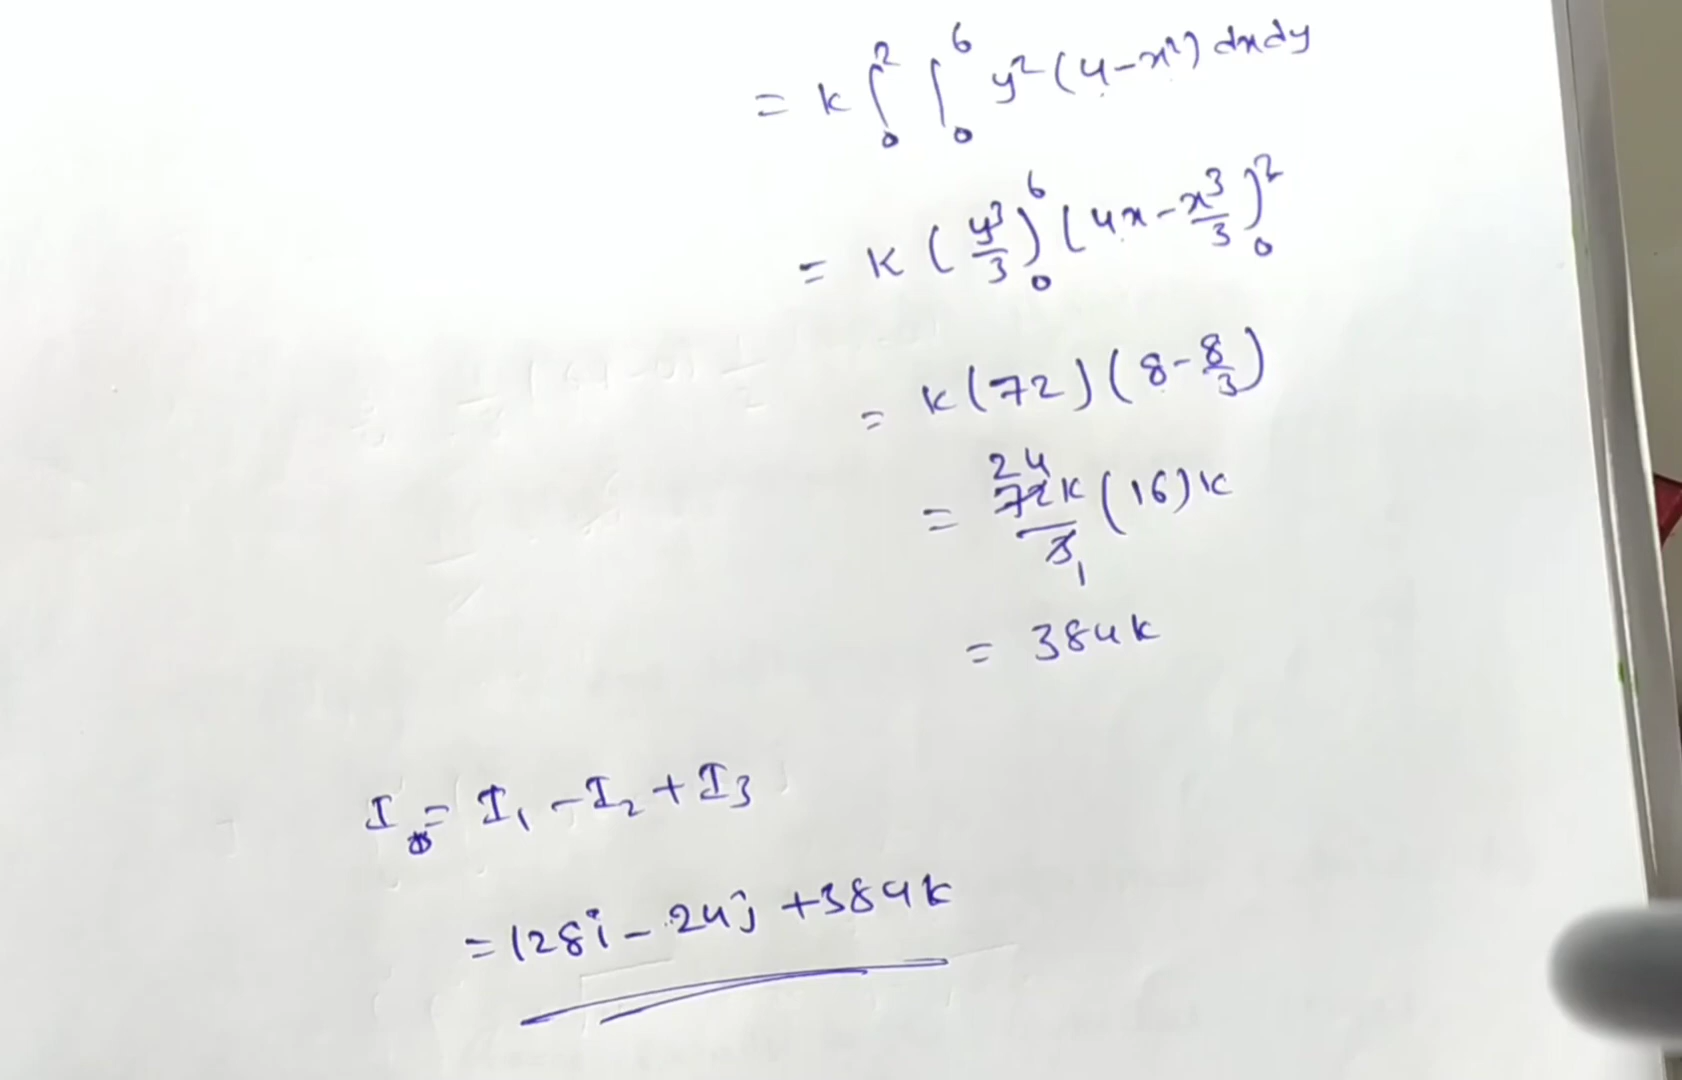 = k ∫₀² ∫₀⁶ y² (4-x²) dxdy
= k (y³/3)₀⁶ (4x - x³/3)₀²
= k(72)(8 - 8/3)
24
= 72k/3 (16)k
1
= 384k
I = I₁ - I₂ + I₃
= 128i - 24j + 384k